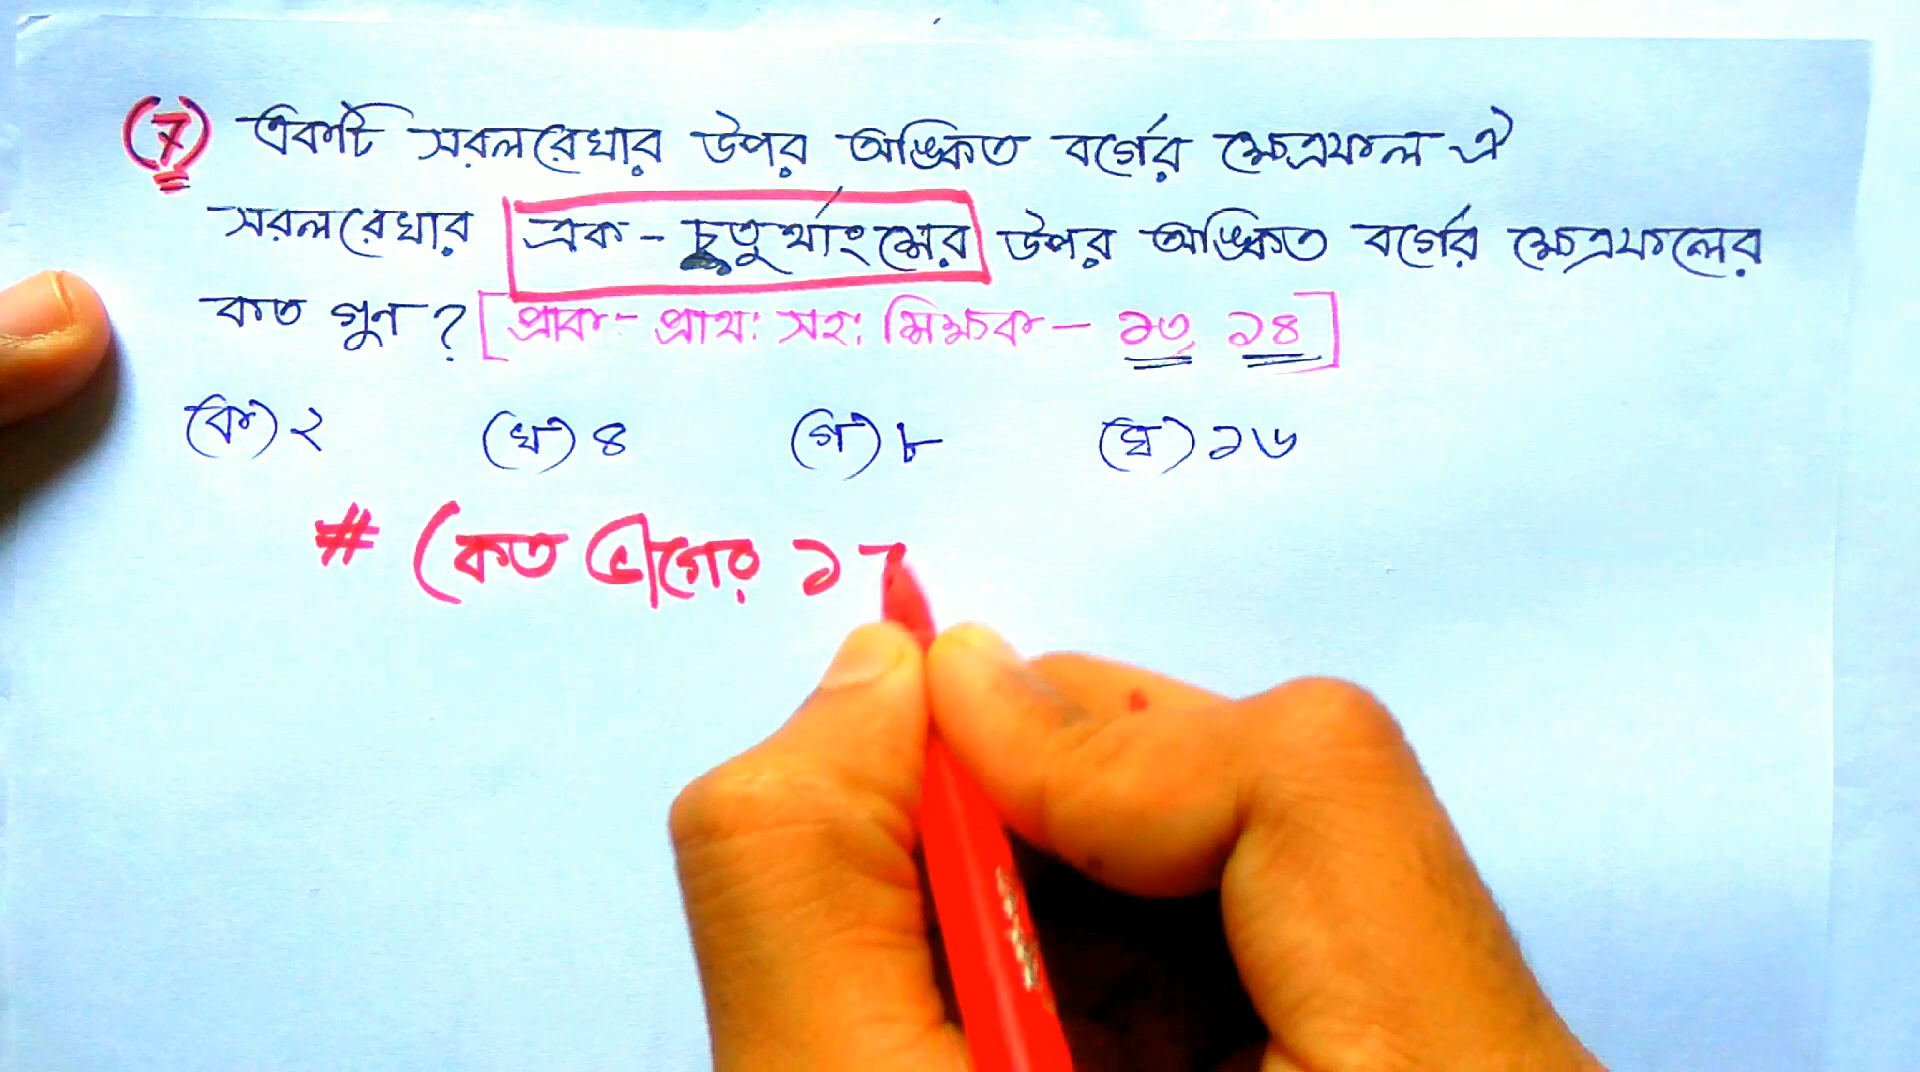 (7) একটি সরলরেখার উপর অঙ্কিত বর্গের ক্ষেত্রফল ঐ
সরলরেখার এক-চতুর্থাংশের উপর অঙ্কিত বর্গের ক্ষেত্রফলের
কত গুন? [প্রাক- প্রাথ: সহ: শিক্ষক - ১৩, ১৪]
(ক) ২ (খ) ৪ (গ) ৮ (ঘ) ১৬
# (কত ভাগের ১